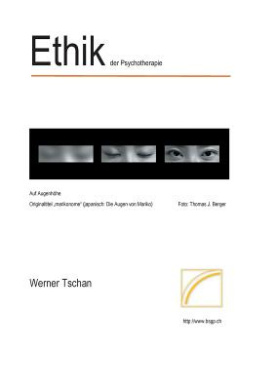 Ethik der Psychotherapie
Auf Augenhöhe
Originaltitel „marikonome“ (japanisch: Die Augen von Mariko) Foto: Thomas J. Berger
Werner Tschan
http://www.bsgp.ch